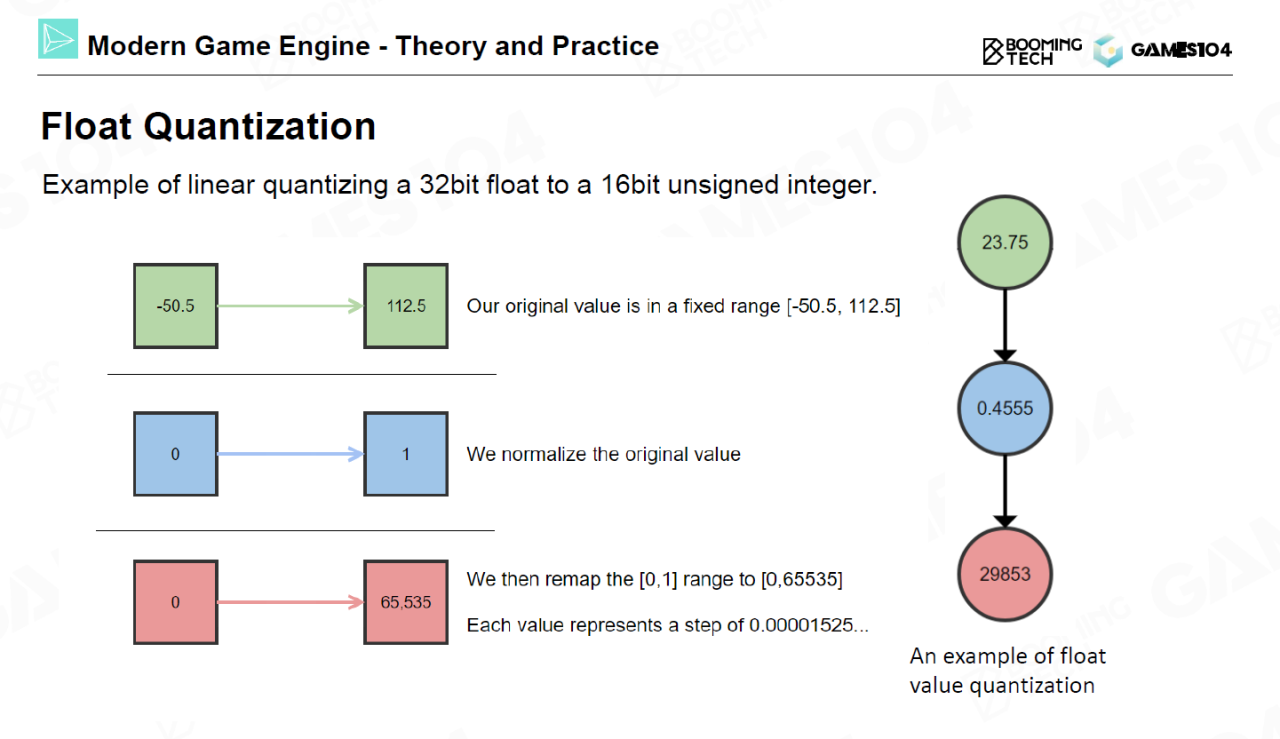 Modern Game Engine - Theory and Practice
BOOMING
TECH
GAMES104
Float Quantization
Example of linear quantizing a 32bit float to a 16bit unsigned integer.
-50.5
112.5
Our original value is in a fixed range [-50.5, 112.5]
0
1
We normalize the original value
0
65,535
We then remap the [0,1] range to [0,65535]
Each value represents a step of 0.00001525...
23.75
0.4555
29853
An example of float
value quantization